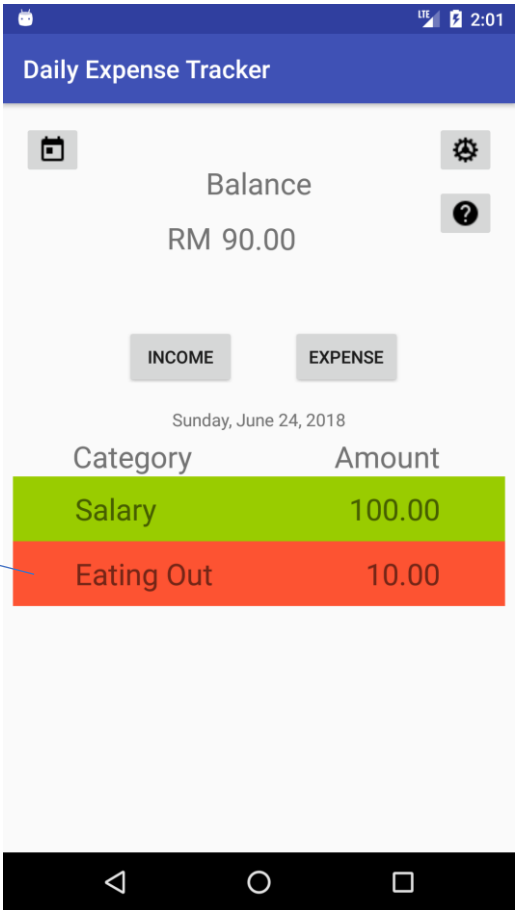 LTE 2:01
Daily Expense Tracker
Balance
RM 90.00
INCOME EXPENSE
Sunday, June 24, 2018
Category Amount
Salary 100.00
Eating Out 10.00